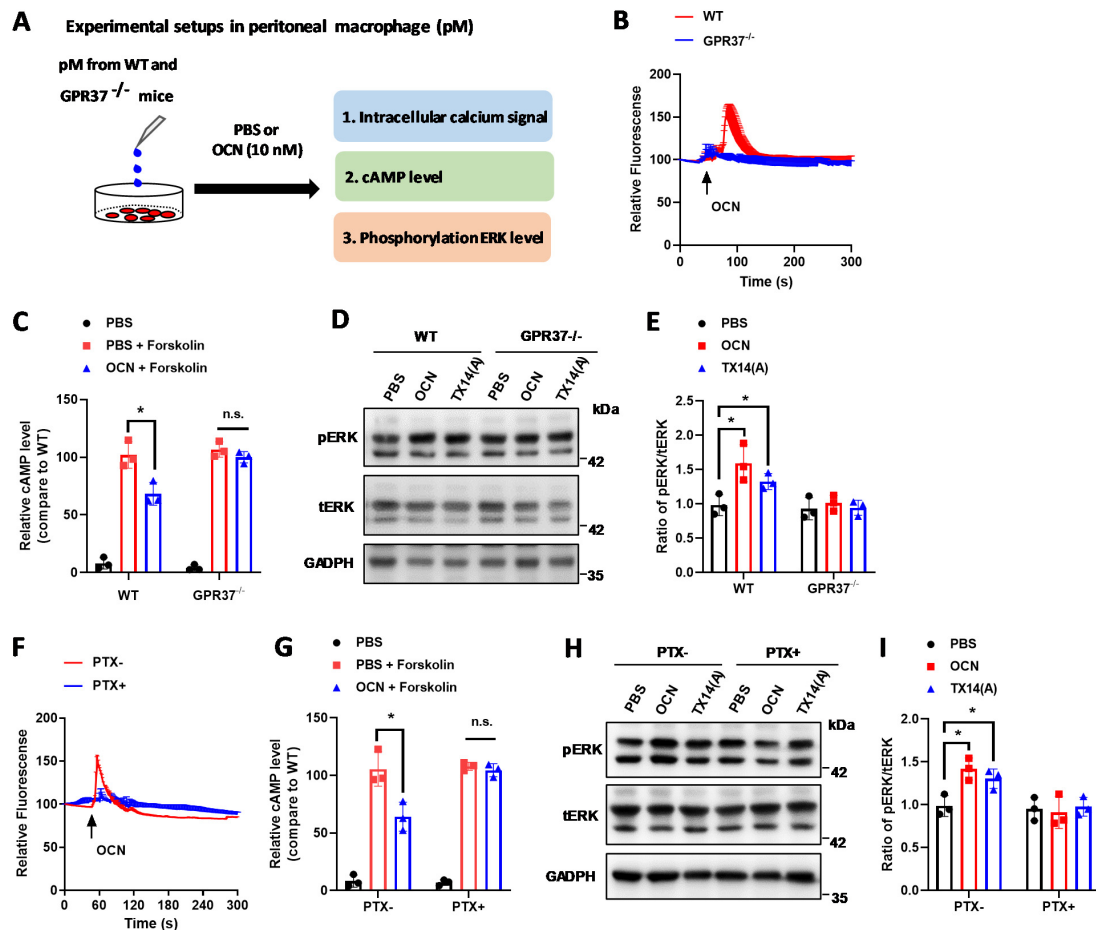 A
Experimental setups in peritoneal macrophage (pM)
pM from WT and
GPR37 -/- mice
PBS or
OCN (10 nM)
1. Intracellular calcium signal
2. cAMP level
3. Phosphorylation ERK level
B
WT
GPR37-/-
Relative Fluorescense
200
150
100
50
0
OCN
0
100
200
300
Time (s)
C
PBS
PBS + Forskolin
OCN + Forskolin
Relative cAMP level
(compare to WT)
150
100
50
0
*
n.s.
WT
GPR37-/-
D
WT
GPR37-/-
PBS
OCN
TX14(A)
PBS
OCN
TX14(A)
kDa
pERK
42
tERK
42
GADPH
35
E
PBS
OCN
TX14(A)
Ratio of pERK/tERK
2.5
2.0
1.5
1.0
0.5
0.0
*
*
WT
GPR37-/-
F
PTX-
PTX+
Relative Fluorescense
200
150
100
50
0
OCN
0
60
120
180
240
300
Time (s)
G
PBS
PBS + Forskolin
OCN + Forskolin
Relative cAMP level
(compare to WT)
150
100
50
0
*
n.s.
PTX-
PTX+
H
PTX-
PTX+
PBS
OCN
TX14(A)
PBS
OCN
TX14(A)
kDa
pERK
42
tERK
42
GADPH
35
I
PBS
OCN
TX14(A)
Ratio of pERK/tERK
2.0
1.5
1.0
0.5
0.0
*
*
PTX-
PTX+